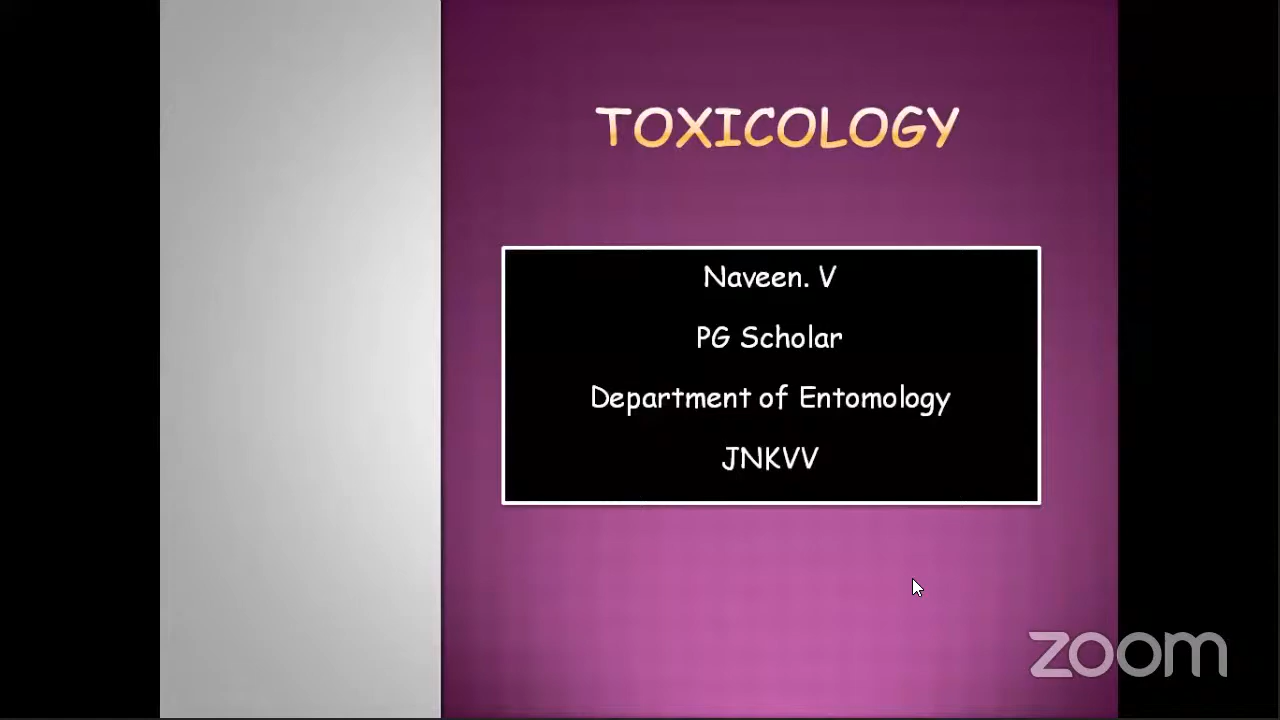 TOXICOLOGY
Naveen. V
PG Scholar
Department of Entomology
JNKVV
zoom